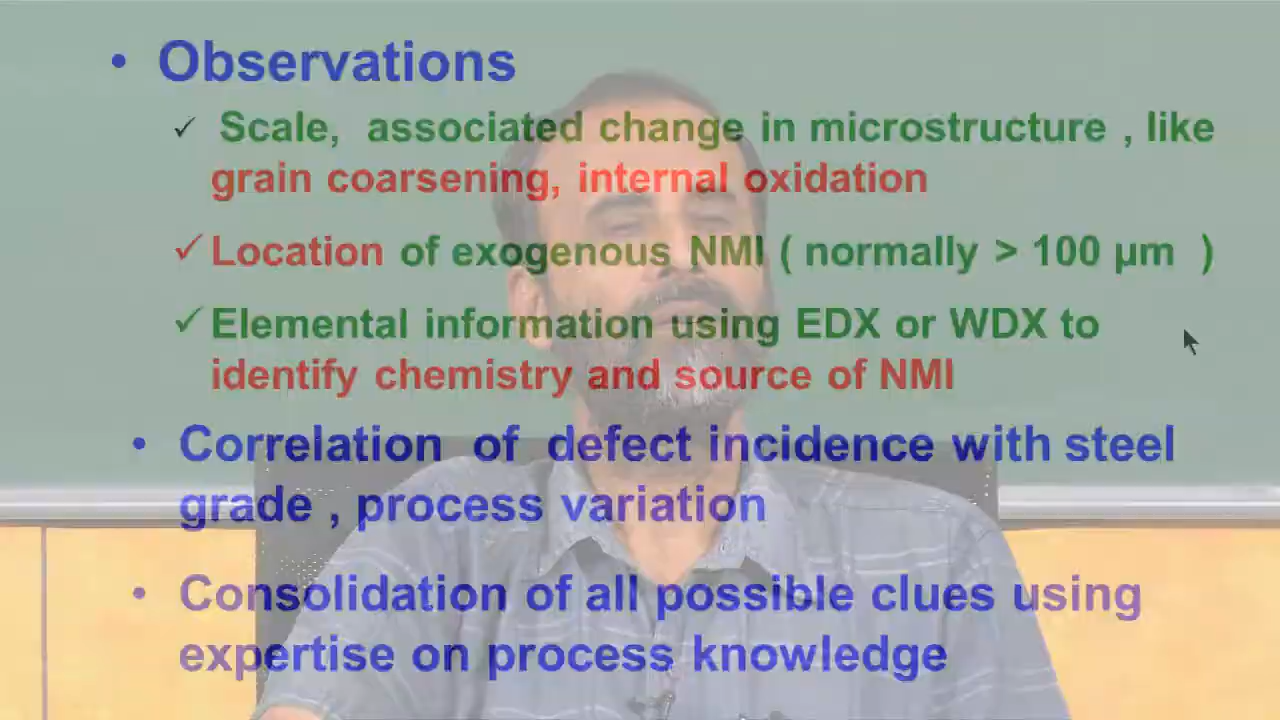 • Observations
✓ Scale, associated change in microstructure , like
grain coarsening, internal oxidation
✓ Location of exogenous NMI ( normally > 100 µm )
✓ Elemental information using EDX or WDX to
identify chemistry and source of NMI
• Correlation of defect incidence with steel
grade , process variation
• Consolidation of all possible clues using
expertise on process knowledge